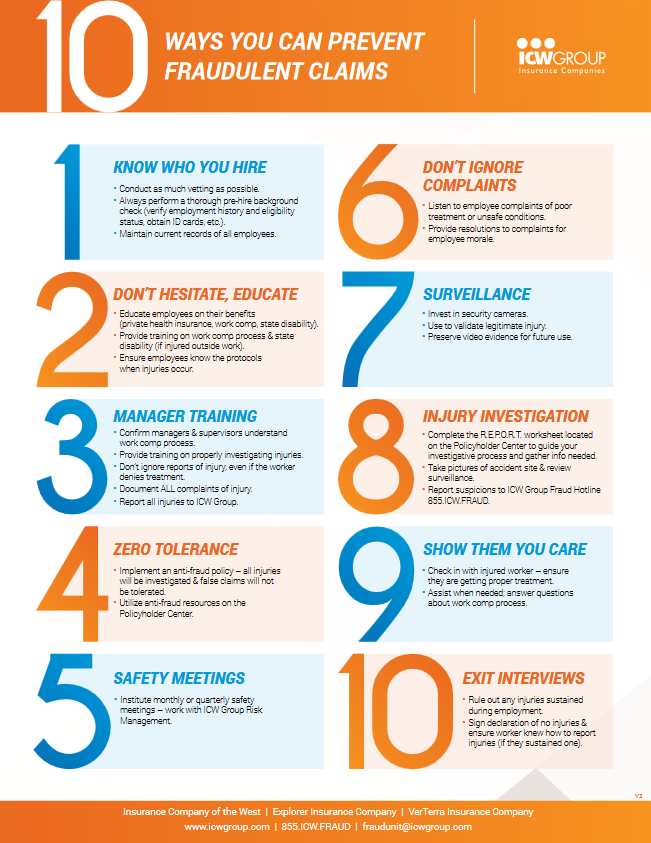 10
WAYS YOU CAN PREVENT
FRAUDULENT CLAIMS
ICWGROUP
Insurance Companies
1
KNOW WHO YOU HIRE
• Conduct as much vetting as possible.
• Always perform a thorough pre-hire background
check (verify employment history and eligibility
status, obtain ID cards, etc.).
• Maintain current records of all employees.
2
DON'T HESITATE, EDUCATE
• Educate employees on their benefits
(private health insurance, work comp, state disability).
• Provide training on work comp process & state
disability (if injured outside work).
• Ensure employees know the protocols
when injuries occur.
3
MANAGER TRAINING
• Confirm managers & supervisors understand
work comp process.
• Provide training on properly investigating injuries.
• Don't ignore reports of injury, even if the worker
denies treatment.
• Document ALL complaints of injury.
• Report all injuries to ICW Group.
4
ZERO TOLERANCE
• Implement an anti-fraud policy – all injuries
will be investigated & false claims will not
be tolerated.
• Utilize anti-fraud resources on the
Policyholder Center.
5
SAFETY MEETINGS
• Institute monthly or quarterly safety
meetings – work with ICW Group Risk
Management.
6
DON'T IGNORE
COMPLAINTS
• Listen to employee complaints of poor
treatment or unsafe conditions.
• Provide resolutions to complaints for
employee morale.
7
SURVEILLANCE
• Invest in security cameras.
• Use to validate legitimate injury.
• Preserve video evidence for future use.
8
INJURY INVESTIGATION
• Complete the R.E.P.O.R.T. worksheet located
on the Policyholder Center to guide your
investigative process and gather info needed.
• Take pictures of accident site & review
surveillance.
• Report suspicions to ICW Group Fraud Hotline
855.ICW.FRAUD.
9
SHOW THEM YOU CARE
• Check in with injured worker – ensure
they are getting proper treatment.
• Assist when needed; answer questions
about work comp process.
10
EXIT INTERVIEWS
• Rule out any injuries sustained
during employment.
• Sign declaration of no injuries &
ensure worker knew how to report
injuries (if they sustained one).
V2
Insurance Company of the West | Explorer Insurance Company | VerTerra Insurance Company
www.icwgroup.com | 855.ICW.FRAUD | fraudunit@icwgroup.com